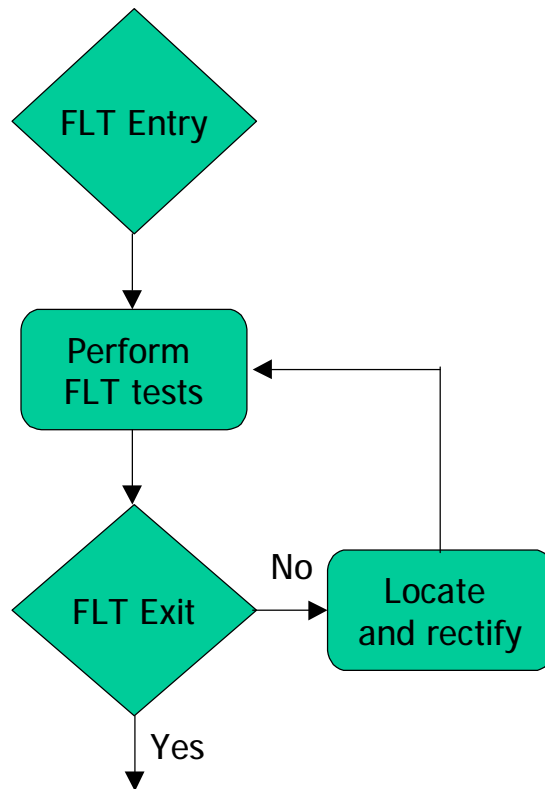 FLT Entry
Perform
FLT tests
FLT Exit
No
Locate
and rectify
Yes